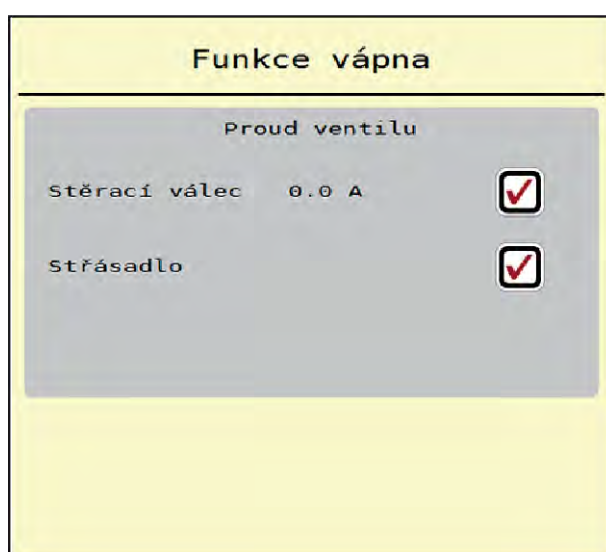 Funkce vápna
Proud ventilu
Stěrací válec 0.0 A
Střásadlo